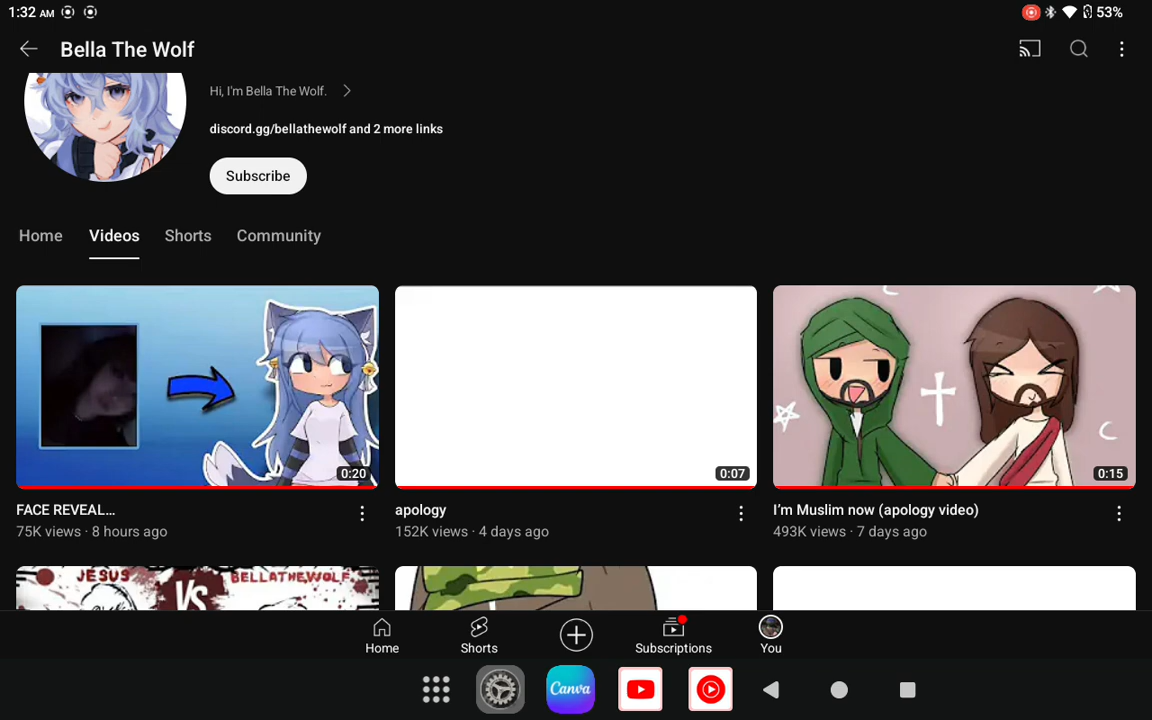 1:32 AM
53%
Bella The Wolf
Hi, I'm Bella The Wolf.
discord.gg/bellathewolf and 2 more links
Subscribe
Home Videos Shorts Community
0:20
0:07
0:15
FACE REVEAL...
75K views · 8 hours ago
apology
152K views · 4 days ago
I'm Muslim now (apology video)
493K views · 7 days ago
JESUS VS BELLATHEWOLF
Home Shorts Subscriptions You
Canva